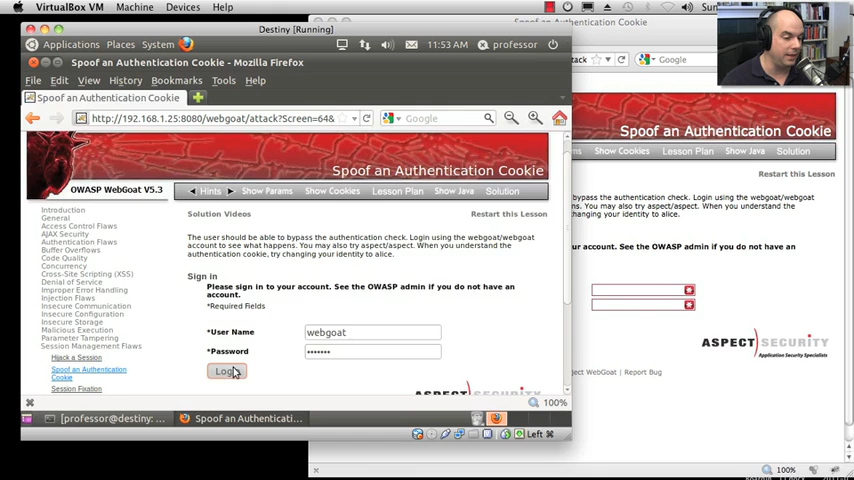 VirtualBox VM Machine Devices Help
Sun
Destiny [Running]
Applications Places System 11:53 AM professor
Spoof an Authentication Cookie - Mozilla Firefox
File Edit View History Bookmarks Tools Help
Spoof an Authentication Cookie
http://192.168.1.25:8080/webgoat/attack?Screen=64&
Google
Google
Spoof an Authentication Cookie
Spoof an Authentication Cookie
OWASP WebGoat V5.3
Hints Show Params Show Cookies Lesson Plan Show Java Solution
Show Cookies Lesson Plan Show Java Solution
Introduction
General
Access Control Flaws
AJAX Security
Authentication Flaws
Buffer Overflows
Code Quality
Concurrency
Cross-Site Scripting (XSS)
Denial of Service
Improper Error Handling
Injection Flaws
Insecure Communication
Insecure Configuration
Insecure Storage
Malicious Execution
Parameter Tampering
Session Management Flaws
Hijack a Session
Spoof an Authentication
Cookie
Session Fixation
Solution Videos Restart this Lesson
The user should be able to bypass the authentication check. Login using the webgoat/webgoat
account to see what happens. You may also try aspect/aspect. When you understand the
authentication cookie, try changing your identity to alice.
Sign in
Please sign in to your account. See the OWASP admin if you do not have an
account.
*Required Fields
*User Name webgoat
*Password •••••••
Restart this Lesson
bypass the authentication check. Login using the webgoat/webgoat
pens. You may also try aspect/aspect. When you understand the
changing your identity to alice.
our account. See the OWASP admin if you do not have an
ASPECT SECURITY
Application Security Specialists
ject WebGoat | Report Bug
100%
[professor@destiny: ... Spoof an Authenticati...
Left ⌘
100%